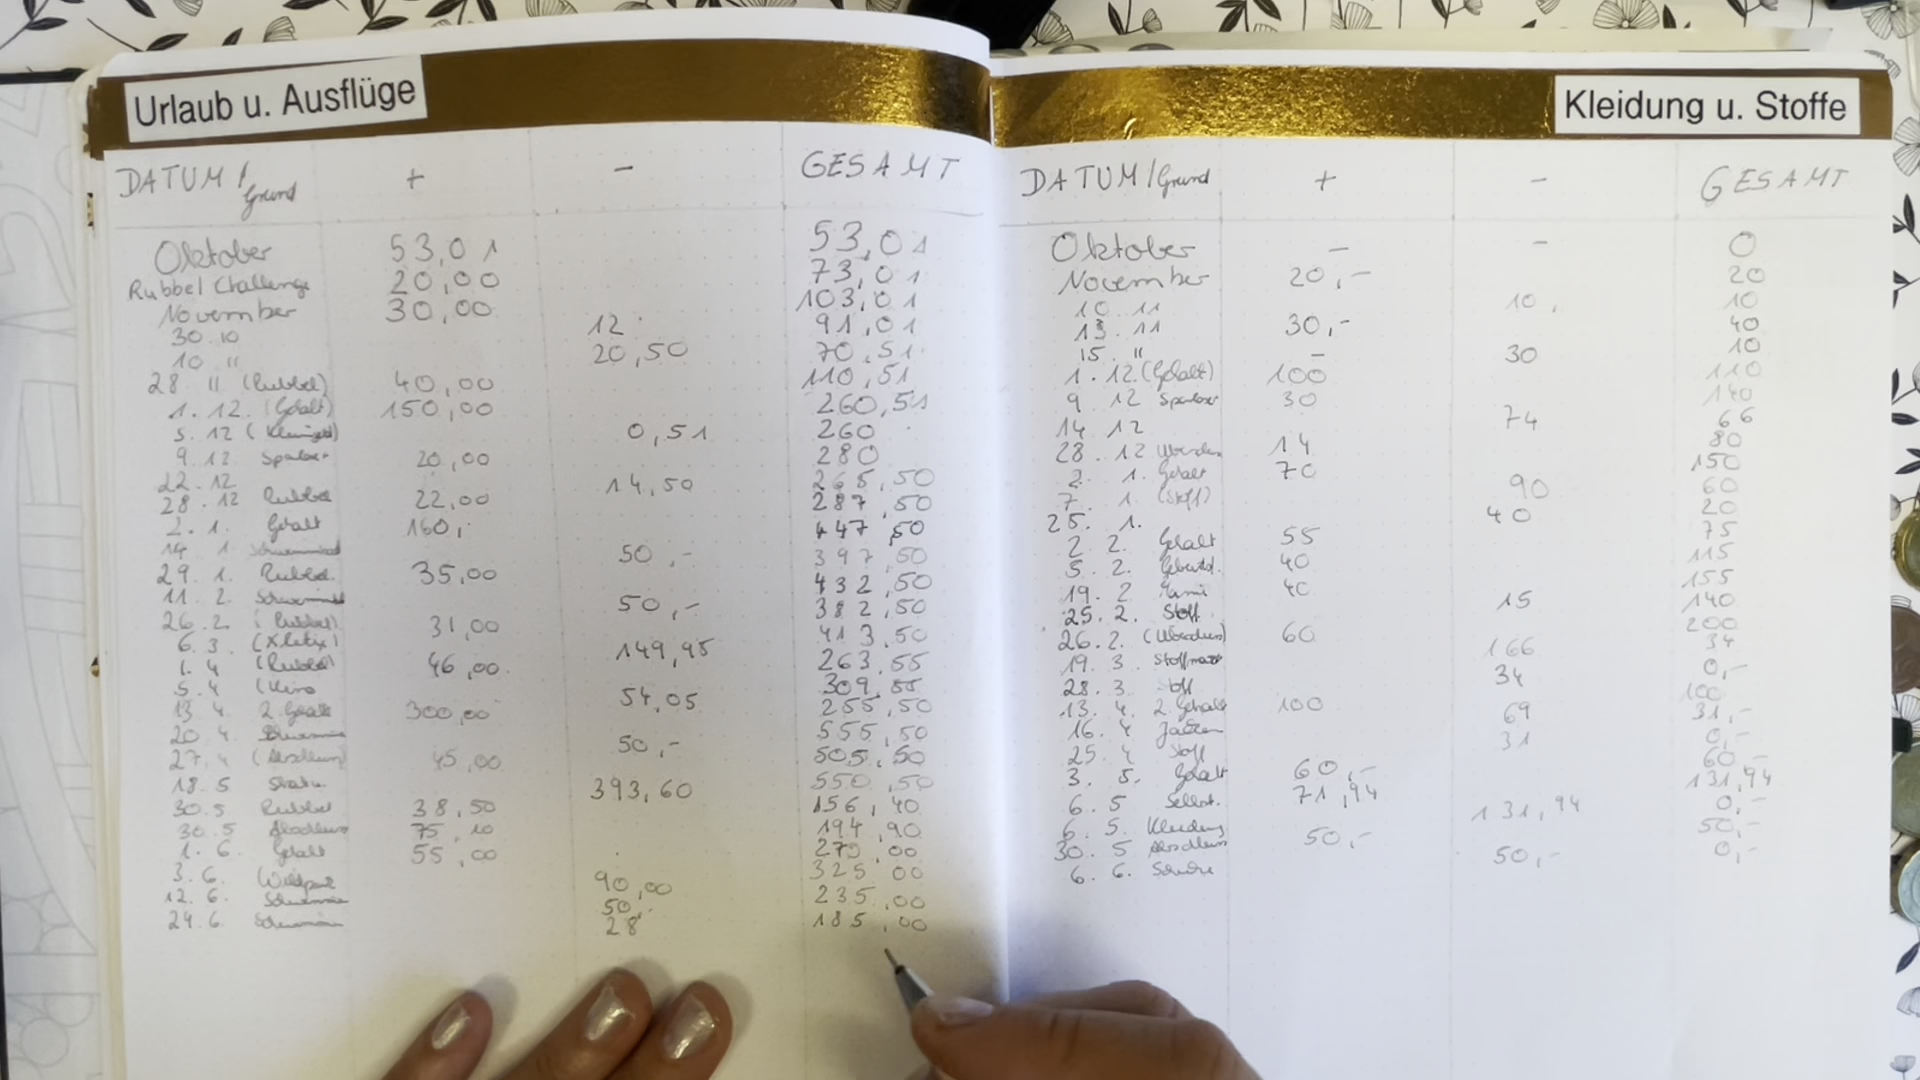 Urlaub u. Ausflüge
DATUM / Grund + - GESAMT
Oktober 53,01 53,01
Rubbel Challenge 20,00 73,01
November 30,00 103,01
30.10 12 91,01
10 " 20,50 70,51
28 " (Rubbel) 40,00 110,51
1.12. (Gehalt) 150,00 260,51
5.12 ( 0,51 260
9.12 20,00 280
22.12 14,50 265,50
28.12 Rubbel 22,00 287,50
2.1. Gehalt 160,- 447,50
14 1 50,- 397,50
29.1. Rubbel 35,00 432,50
11.2. 50,- 382,50
26.2. (Rubbel) 31,00 413,50
6.3. (XLetix) 149,95 263,55
1.4 (Rubbel) 46,00 309,55
5.4 (Kino 54,05 255,50
13.4. 2. Gehalt 300,00 555,50
20.4. 50,- 505,50
27.4 ( 45,00 550,50
18.5 393,60 156,40
30.5 Rubbel 38,50 194,90
30.5 75,10 270,00
1.6. Gehalt 55,00 325,00
3.6. Wildpark 90,00 235,00
12.6. 50,- 185,00
24.6 28
Kleidung u. Stoffe
DATUM / Grund + - GESAMT
Oktober - - 0
November 20,- 20
10.11 10, 10
13.11 30,- 40
15. " - 30 10
1.12. (Gehalt) 100 110
9 12 30 140
14 12 74 66
28.12 14 80
2. 1. Gehalt 70 150
7. 1. (Stoff) 90 60
25. 1. 40 20
2. 2. Gehalt 55 75
5. 2. 40 115
19. 2 40 155
25. 2. Stoff 15 140
26. 2. 60 200
19. 3. 166 34
28. 3. Stoff 34 0,-
13. 4. 2. Gehalt 100 100
16. 4 69 31,-
25. 4 Stoff 31 0,-
3. 5. Gehalt 60,- 60,-
6. 5 71,94 131,94
6. 5. Kleidung 131,94 0,-
30. 5 50,- 50,-
6. 6. Schuhe 50,- 0,-